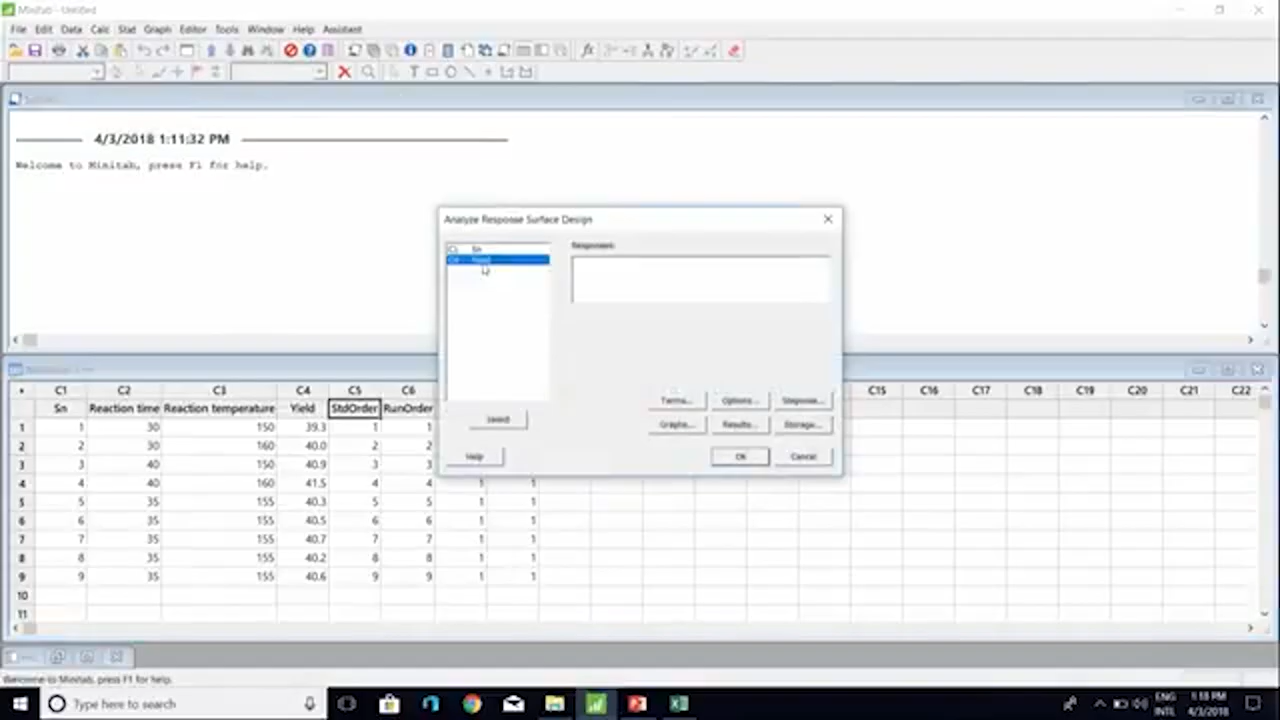 Minitab - Untitled
File Edit Data Calc Stat Graph Editor Tools Window Help Assistant
4/3/2018 1:11:32 PM
Welcome to Minitab, press F1 for help.
Analyze Response Surface Design
Responses:
C1 Sn
C4 Yield
Terms... Options... Stepwise...
Select Graphs... Results... Storage...
Help OK Cancel
C1 C2 C3 C4 C5 C6 C15 C16 C17 C18 C19 C20 C21 C22
Sn Reaction time Reaction temperature Yield StdOrder RunOrder
1 1 30 150 39.3 1 1
2 2 30 160 40.0 2 2
3 3 40 150 40.9 3 3
4 4 40 160 41.5 4 4 1 1
5 5 35 155 40.3 5 5 1 1
6 6 35 155 40.5 6 6 1 1
7 7 35 155 40.7 7 7 1 1
8 8 35 155 40.2 8 8 1 1
9 9 35 155 40.6 9 9 1 1
10
11
Welcome to Minitab, press F1 for help.
Type here to search
ENG 1:18 PM
INTL 4/3/2018